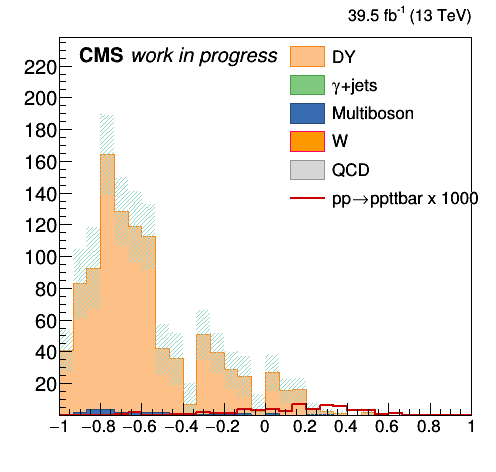 39.5 fb⁻¹ (13 TeV)
CMS work in progress
DY
γ+jets
Multiboson
W
QCD
pp→ppttbar x 1000
220
200
180
160
140
120
100
80
60
40
20
−1 −0.8 −0.6 −0.4 −0.2 0 0.2 0.4 0.6 0.8 1